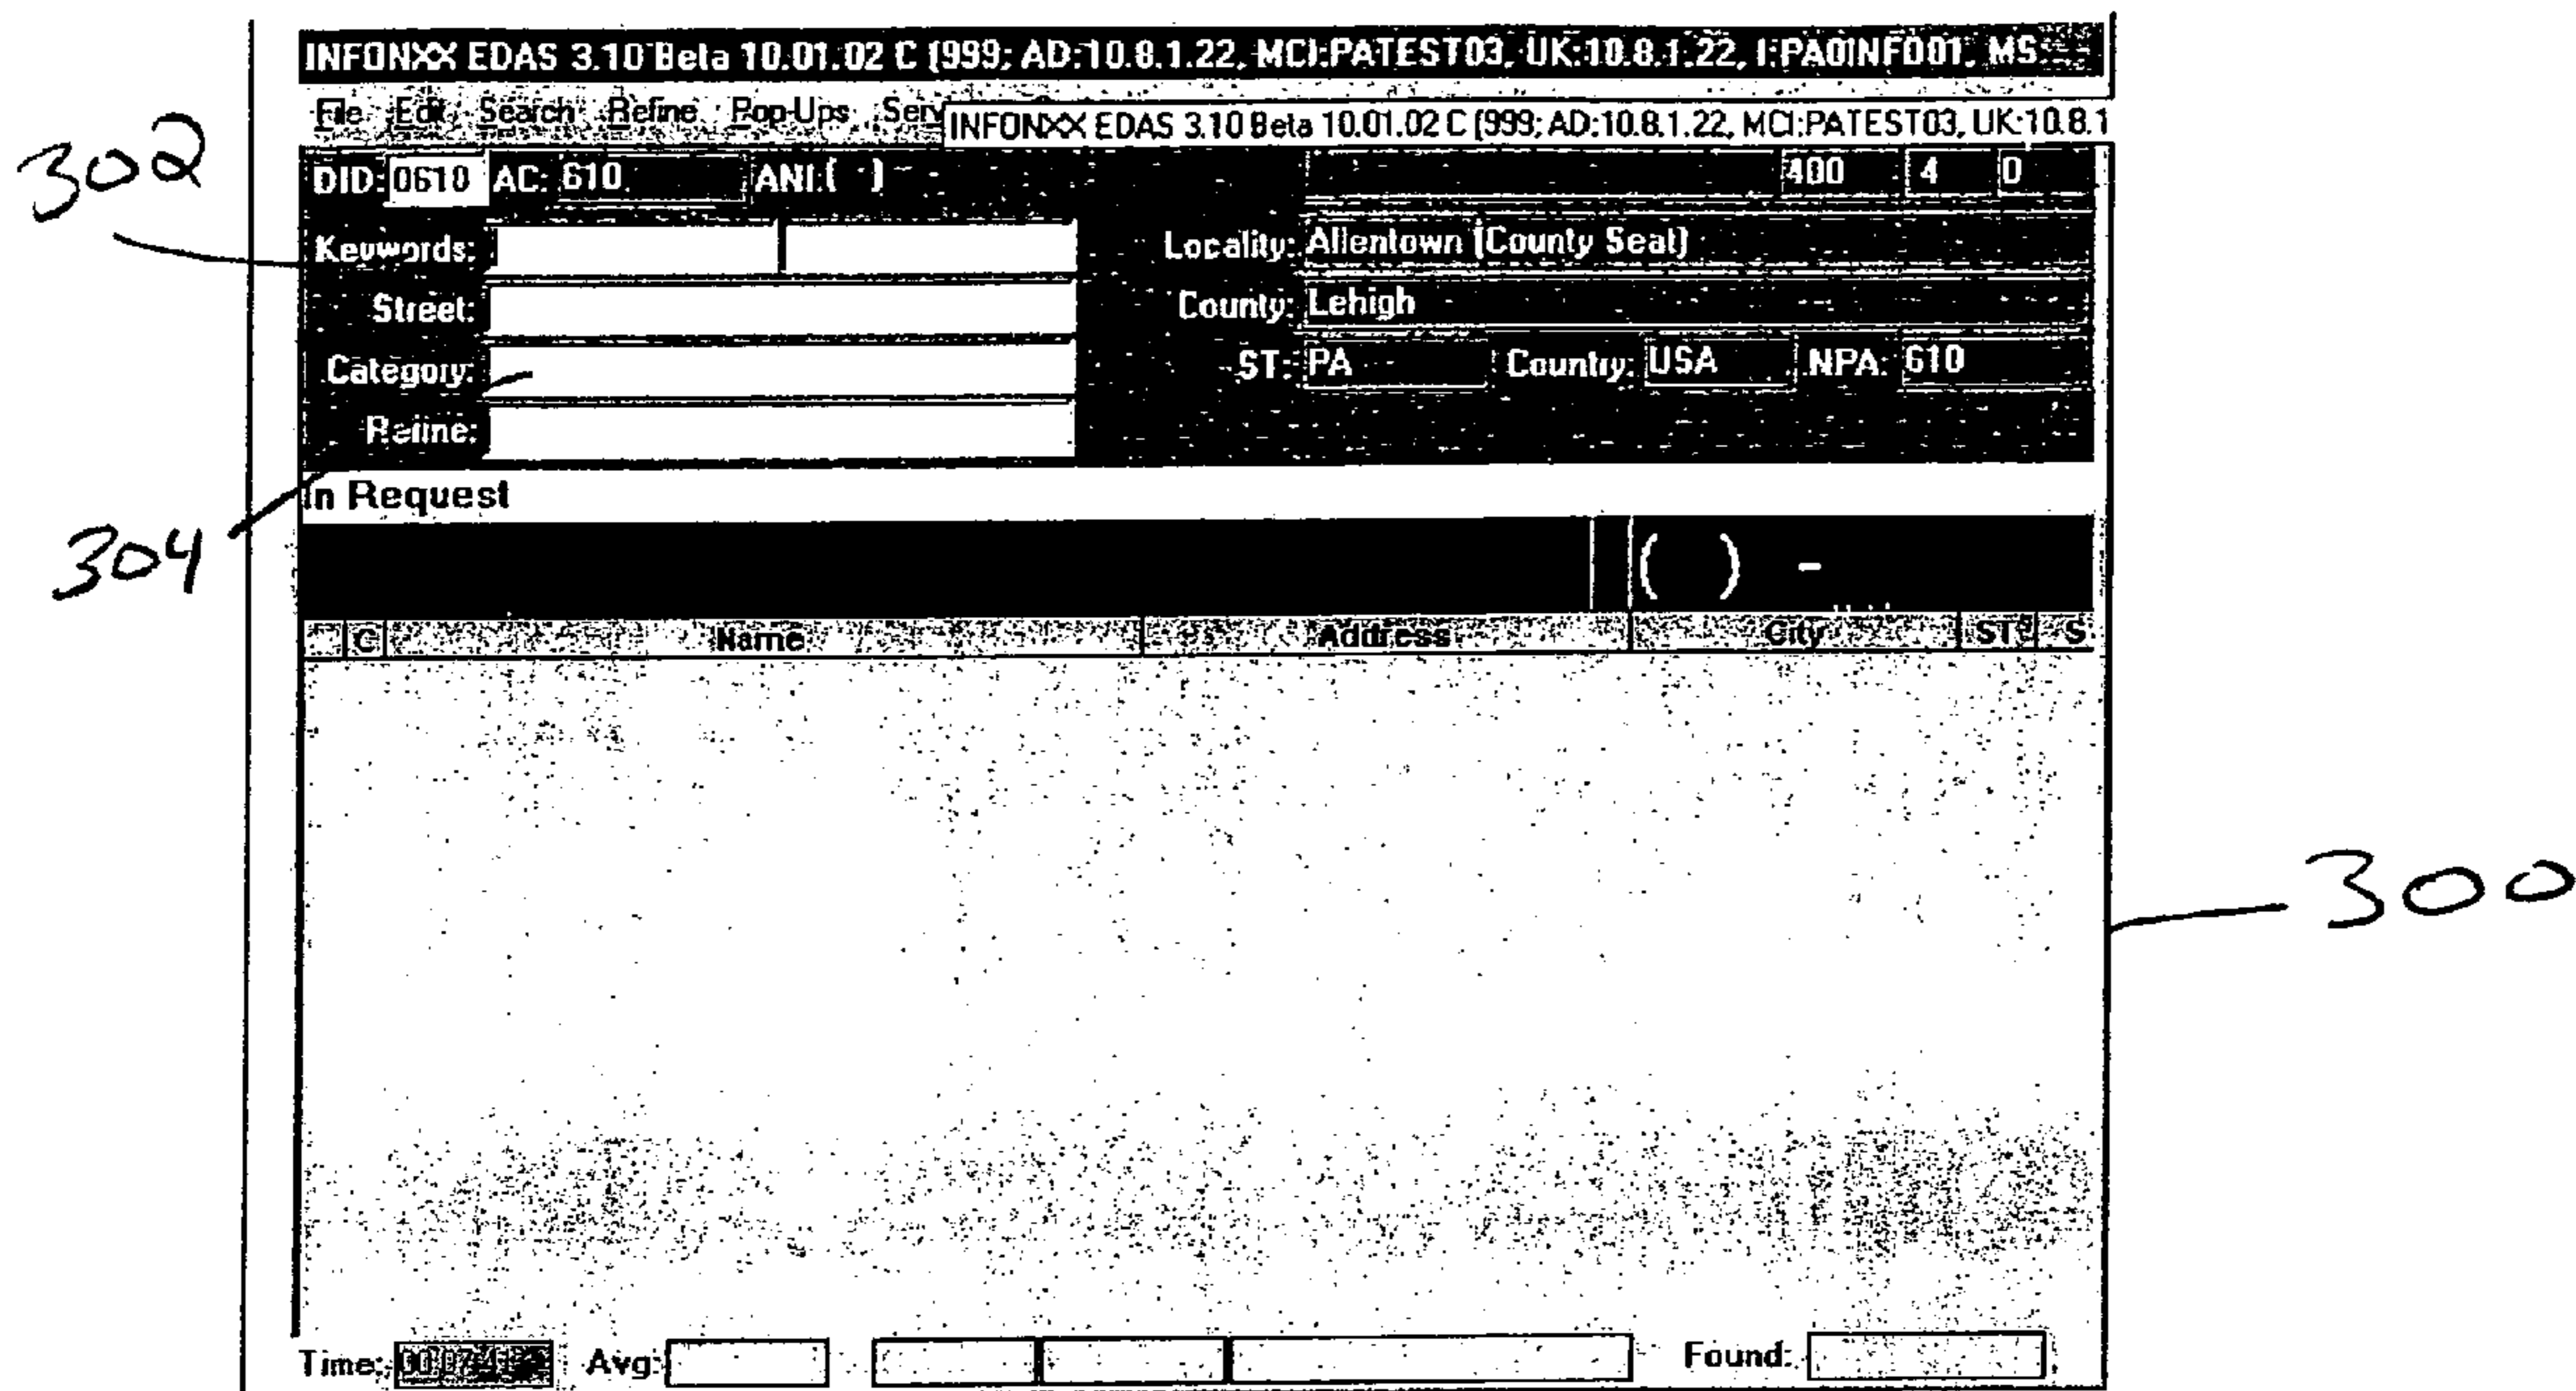 INFONXX EDAS 3.10 Beta 10.01.02 C (999; AD:10.8.1.22, MCI:PATEST03, UK:10.8.1.22, I:PA01NF001, MS
File Edit Search Refine Pop-Ups Serv
INFONXX EDAS 3.10 Beta 10.01.02 C (999; AD:10.8.1.22, MCI:PATEST03, UK:10.8.1
302
DID: 0610 AC: 610 ANI:( ) - 400 4 0
Keywords: Locality: Allentown (County Seat)
Street: County: Lehigh
Category: ST: PA Country: USA NPA: 610
Refine:
In Request
304
( ) -
C Name Address City ST S
300
Time: Avg: Found: